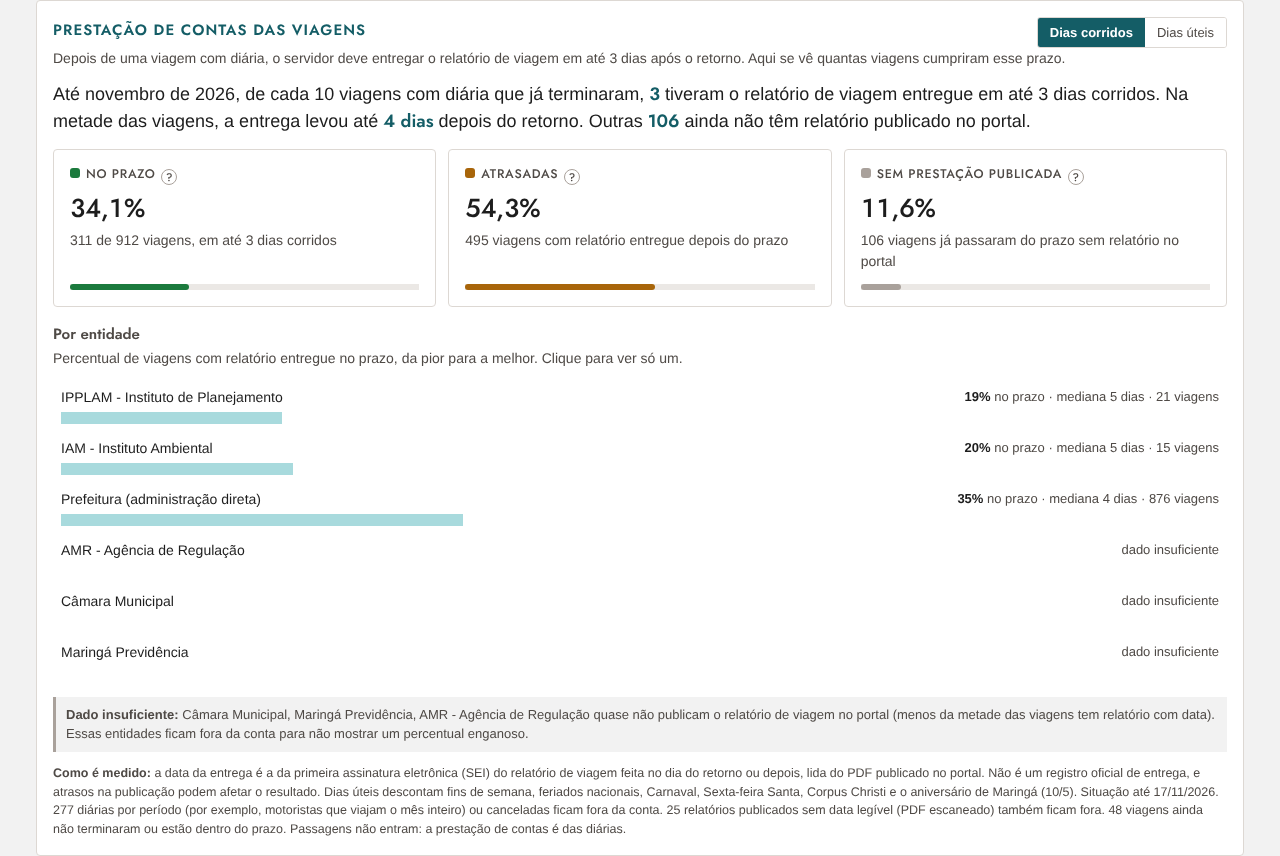 PRESTAÇÃO DE CONTAS DAS VIAGENS
Dias corridos
Dias úteis
Depois de uma viagem com diária, o servidor deve entregar o relatório de viagem em até 3 dias após o retorno. Aqui se vê quantas viagens cumpriram esse prazo.
Até novembro de 2026, de cada 10 viagens com diária que já terminaram, 3 tiveram o relatório de viagem entregue em até 3 dias corridos. Na
metade das viagens, a entrega levou até 4 dias depois do retorno. Outras 106 ainda não têm relatório publicado no portal.
NO PRAZO ?
34,1%
311 de 912 viagens, em até 3 dias corridos
ATRASADAS ?
54,3%
495 viagens com relatório entregue depois do prazo
SEM PRESTAÇÃO PUBLICADA ?
11,6%
106 viagens já passaram do prazo sem relatório no
portal
Por entidade
Percentual de viagens com relatório entregue no prazo, da pior para a melhor. Clique para ver só um.
IPPLAM - Instituto de Planejamento
19% no prazo · mediana 5 dias · 21 viagens
IAM - Instituto Ambiental
20% no prazo · mediana 5 dias · 15 viagens
Prefeitura (administração direta)
35% no prazo · mediana 4 dias · 876 viagens
AMR - Agência de Regulação
dado insuficiente
Câmara Municipal
dado insuficiente
Maringá Previdência
dado insuficiente
Dado insuficiente: Câmara Municipal, Maringá Previdência, AMR - Agência de Regulação quase não publicam o relatório de viagem no portal (menos da metade das viagens tem relatório com data).
Essas entidades ficam fora da conta para não mostrar um percentual enganoso.
Como é medido: a data da entrega é a da primeira assinatura eletrônica (SEI) do relatório de viagem feita no dia do retorno ou depois, lida do PDF publicado no portal. Não é um registro oficial de entrega, e
atrasos na publicação podem afetar o resultado. Dias úteis descontam fins de semana, feriados nacionais, Sexta-feira Santa, Corpus Christi e o aniversário de Maringá (10/5). Situação até 17/11/2026.
277 diárias por período (por exemplo, motoristas que viajam o mês inteiro) ou canceladas ficam fora da conta. 25 relatórios publicados sem data legível (PDF escaneado) também ficam fora. 48 viagens ainda
não terminaram ou estão dentro do prazo. Passagens não entram: a prestação de contas é das diárias.